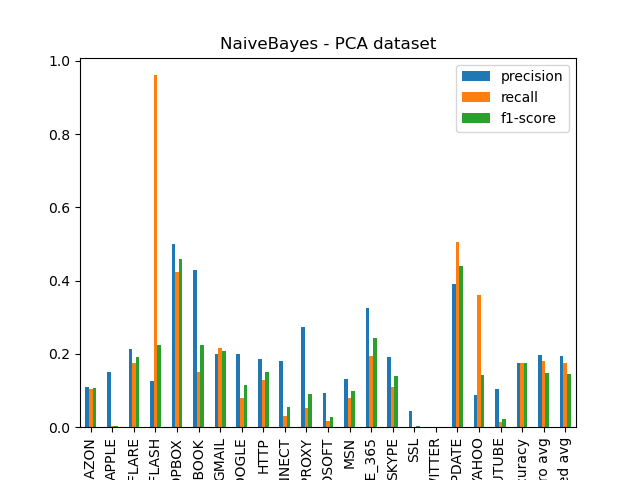 NaiveBayes - PCA dataset
precision
recall
f1-score
1.0
0.8
0.6
0.4
0.2
0.0
AZON
APPLE
FLARE
FLASH
OPBOX
BOOK
GMAIL
OOGLE
HTTP
NNECT
PROXY
OSOFT
MSN
E_365
SKYPE
SSL
ITTER
PDATE
YAHOO
UTUBE
curacy
ro avg
ed avg